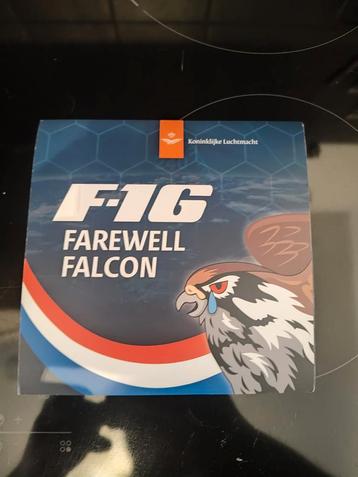 Koninklijke Luchtmacht
F-16
FAREWELL
FALCON